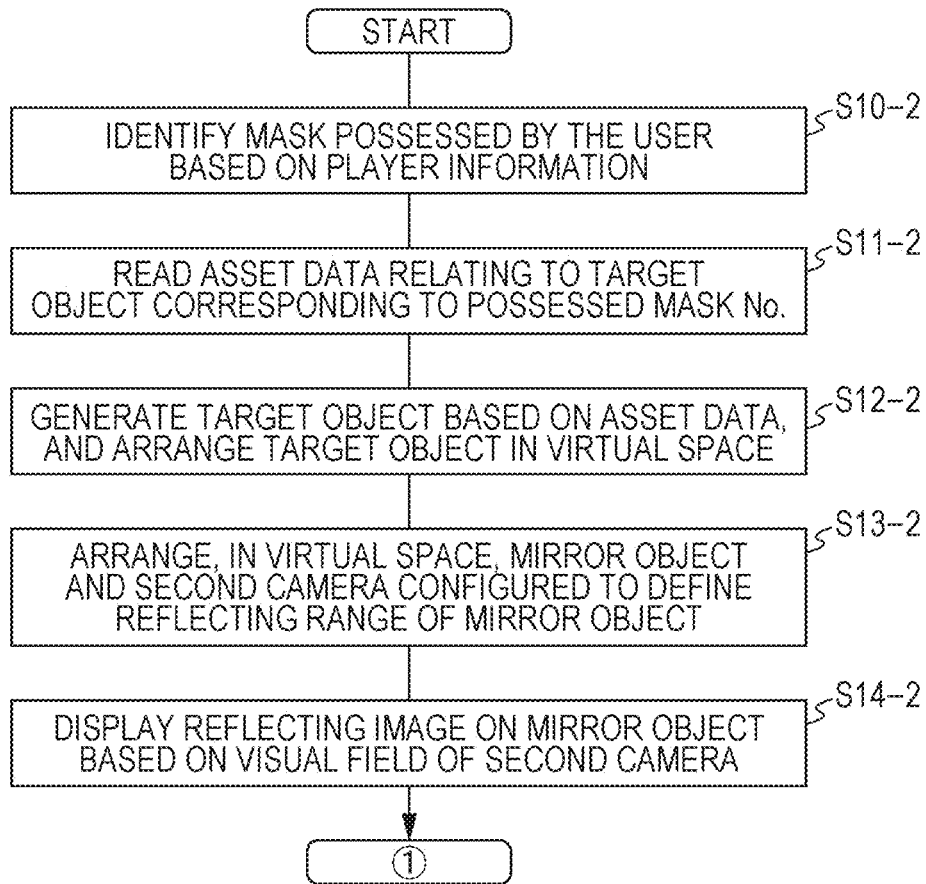 START
S10-2
IDENTIFY MASK POSSESSED BY THE USER
BASED ON PLAYER INFORMATION
S11-2
READ ASSET DATA RELATING TO TARGET
OBJECT CORRESPONDING TO POSSESSED MASK No.
S12-2
GENERATE TARGET OBJECT BASED ON ASSET DATA,
AND ARRANGE TARGET OBJECT IN VIRTUAL SPACE
S13-2
ARRANGE, IN VIRTUAL SPACE, MIRROR OBJECT
AND SECOND CAMERA CONFIGURED TO DEFINE
REFLECTING RANGE OF MIRROR OBJECT
S14-2
DISPLAY REFLECTING IMAGE ON MIRROR OBJECT
BASED ON VISUAL FIELD OF SECOND CAMERA
①